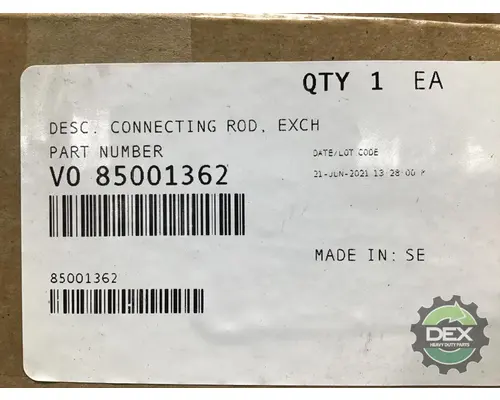 QTY 1 EA
DESC. CONNECTING ROD, EXCH
PART NUMBER
VO 85001362
DATE/LOT CODE
21-JUN-2021 13:28:00
MADE IN: SE
85001362
DEX
HEAVY DUTY PARTS